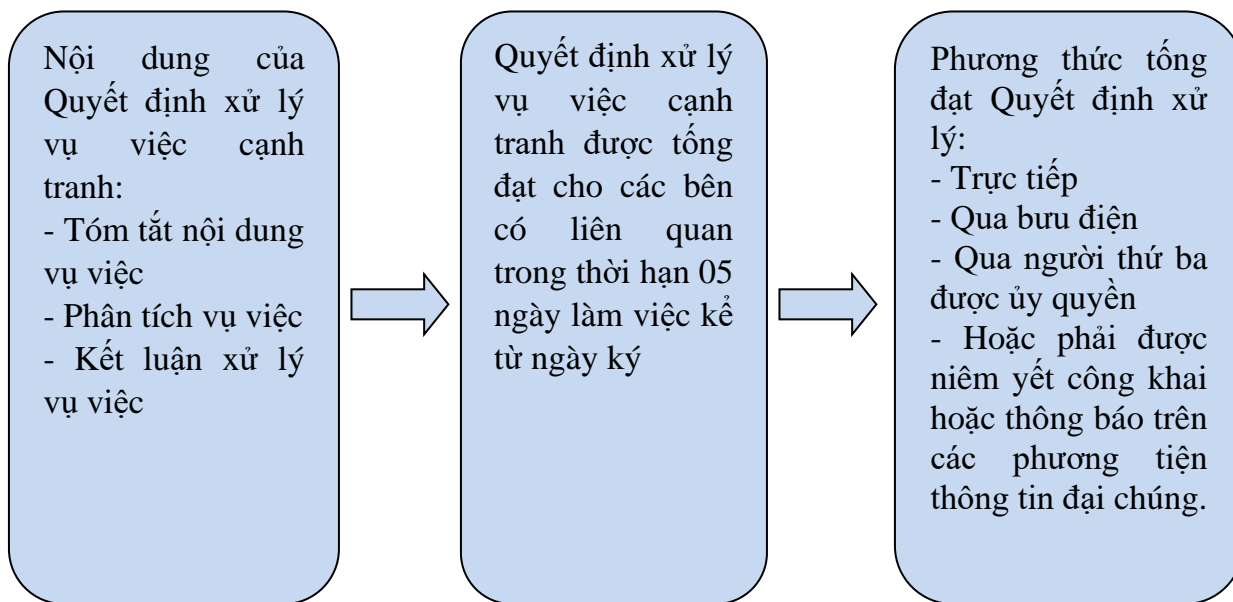 Nội dung của
Quyết định xử lý
vụ việc cạnh
tranh:
- Tóm tắt nội dung
vụ việc
- Phân tích vụ việc
- Kết luận xử lý
vụ việc
Quyết định xử lý
vụ việc cạnh
tranh được tống
đạt cho các bên
có liên quan
trong thời hạn 05
ngày làm việc kể
từ ngày ký
Phương thức tống
đạt Quyết định xử
lý:
- Trực tiếp
- Qua bưu điện
- Qua người thứ ba
được ủy quyền
- Hoặc phải được
niêm yết công khai
hoặc thông báo trên
các phương tiện
thông tin đại chúng.